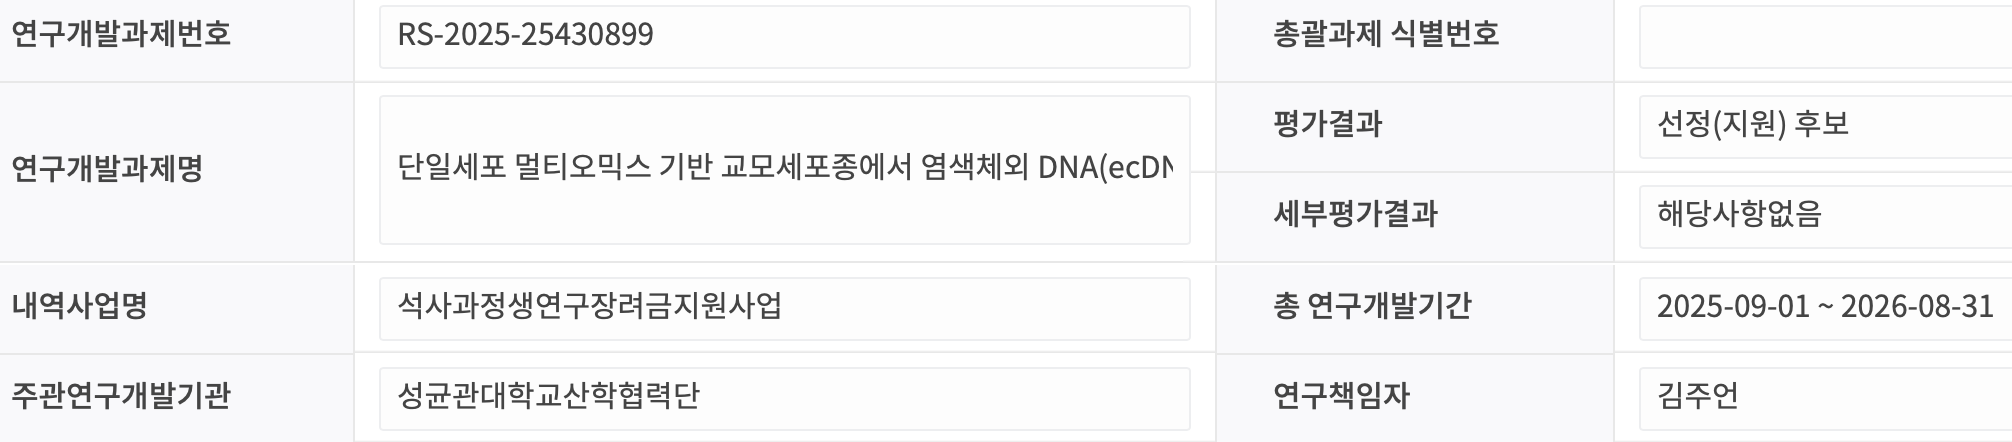 연구개발과제번호 RS-2025-25430899 총괄과제 식별번호
연구개발과제명 단일세포 멀티오믹스 기반 교모세포종에서 염색체외 DNA(ecDN 평가결과 선정(지원) 후보
세부평가결과 해당사항없음
내역사업명 석사과정생연구장려금지원사업 총 연구개발기간 2025-09-01 ~ 2026-08-31
주관연구개발기관 성균관대학교산학협력단 연구책임자 김주언